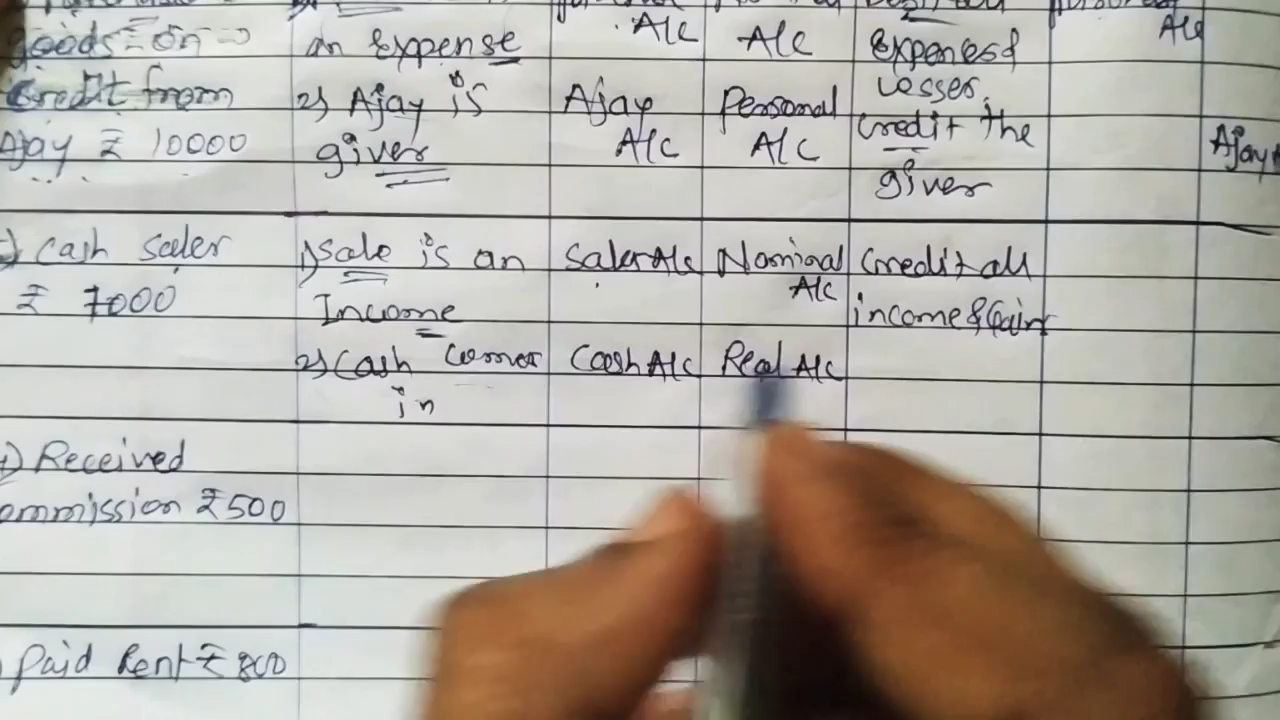 goods on
an expense
A/c
A/c
Expenes &
A/c
Credit from
2) Ajay is
Ajay
Personal
Losses.
Ajay ₹ 10000
giver
A/c
A/c
Credit the
giver
Ajay
Cash sales
1) Sale is an
Sales A/c
Nominal
Credit all
₹ 7000
Income
A/c
income & Gains
2) Cash comes
Cash A/c
Real A/c
in
Received
ommission ₹500
Paid Rent ₹ 800